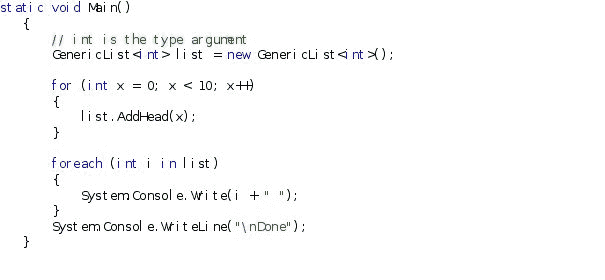 static void Main()
{
// int is the type argument
GenericList<int> list = new GenericList<int>();
for (int x = 0; x < 10; x++)
{
list.AddHead(x);
}
foreach (int i in list)
{
System.Console.Write(i + " ");
}
System.Console.WriteLine("\nDone");
}